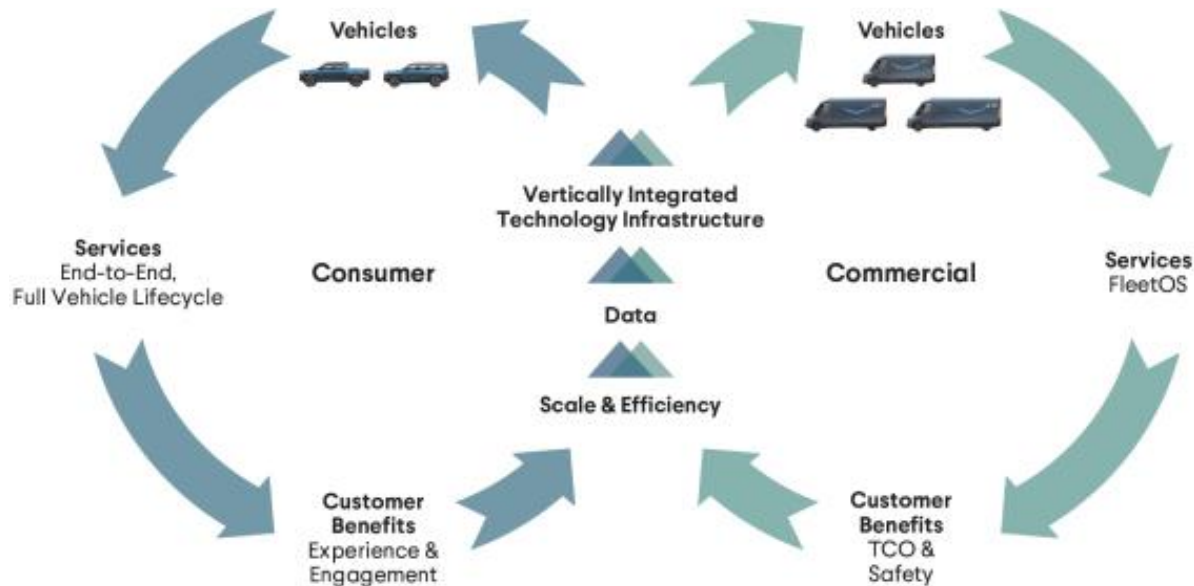 Vehicles
Vehicles
Vertically Integrated
Technology Infrastructure
Services
End-to-End,
Full Vehicle Lifecycle
Consumer
Commercial
Services
FleetOS
Data
Scale & Efficiency
Customer
Benefits
Experience &
Engagement
Customer
Benefits
TCO &
Safety